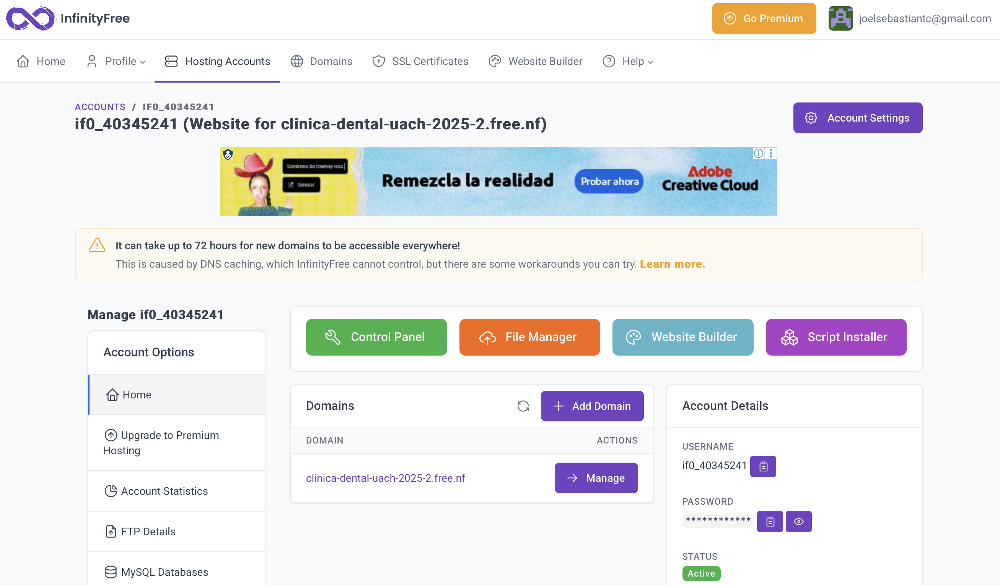 InfinityFree
Go Premium
joelsebastiantc@gmail.com
Home
Profile
Hosting Accounts
Domains
SSL Certificates
Website Builder
Help
ACCOUNTS / IF0_40345241
if0_40345241 (Website for clinica-dental-uach-2025-2.free.nf)
Account Settings
Sombrero de cowboy rosa
Generar
Remezcla la realidad
Probar ahora
Adobe
Creative Cloud
It can take up to 72 hours for new domains to be accessible everywhere!
This is caused by DNS caching, which InfinityFree cannot control, but there are some workarounds you can try. Learn more.
Manage if0_40345241
Account Options
Home
Upgrade to Premium
Hosting
Account Statistics
FTP Details
MySQL Databases
Control Panel
File Manager
Website Builder
Script Installer
Domains
Add Domain
DOMAIN
ACTIONS
clinica-dental-uach-2025-2.free.nf
Manage
Account Details
USERNAME
if0_40345241
PASSWORD
************
STATUS
Active